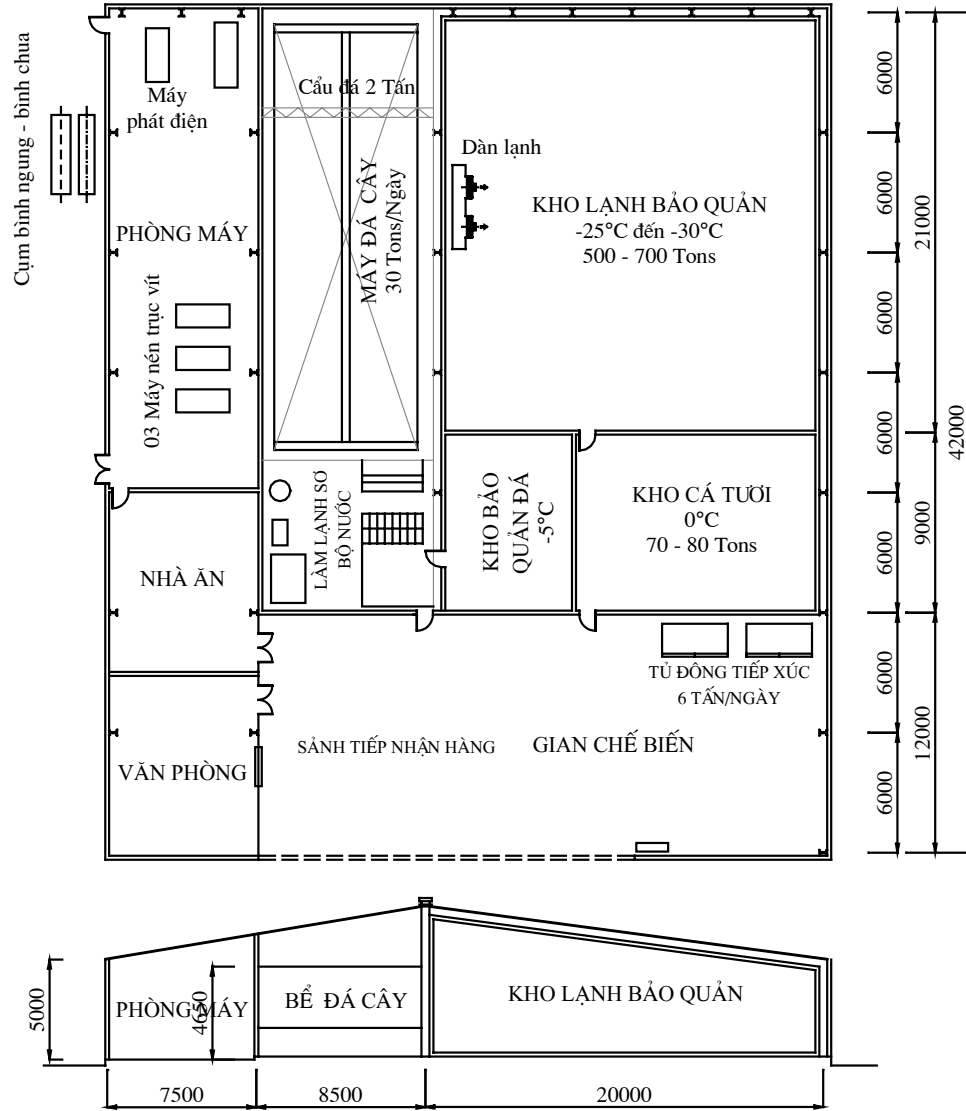 Cẩu đá 2 Tấn
Máy
phát điện
Cụm bình ngưng - bình chua
PHÒNG MÁY
03 Máy nén trục vít
MÁY ĐÁ CÂY
30 Tons/Ngày
Dàn lạnh
KHO LẠNH BẢO QUẢN
-25°C đến -30°C
500 - 700 Tons
LÀM LẠNH SƠ
BỘ NƯỚC
KHO BẢO
QUẢN ĐÁ
-5°C
KHO CÁ TƯƠI
0°C
70 - 80 Tons
NHÀ ĂN
TỦ ĐÔNG TIẾP XÚC
6 TẤN/NGÀY
SẢNH TIẾP NHẬN HÀNG
GIAN CHẾ BIẾN
VĂN PHÒNG
6000
6000
6000
6000
6000
6000
6000
21000
9000
12000
42000
5000
PHÒNG MÁY
4650
BỂ ĐÁ CÂY
KHO LẠNH BẢO QUẢN
7500
8500
20000